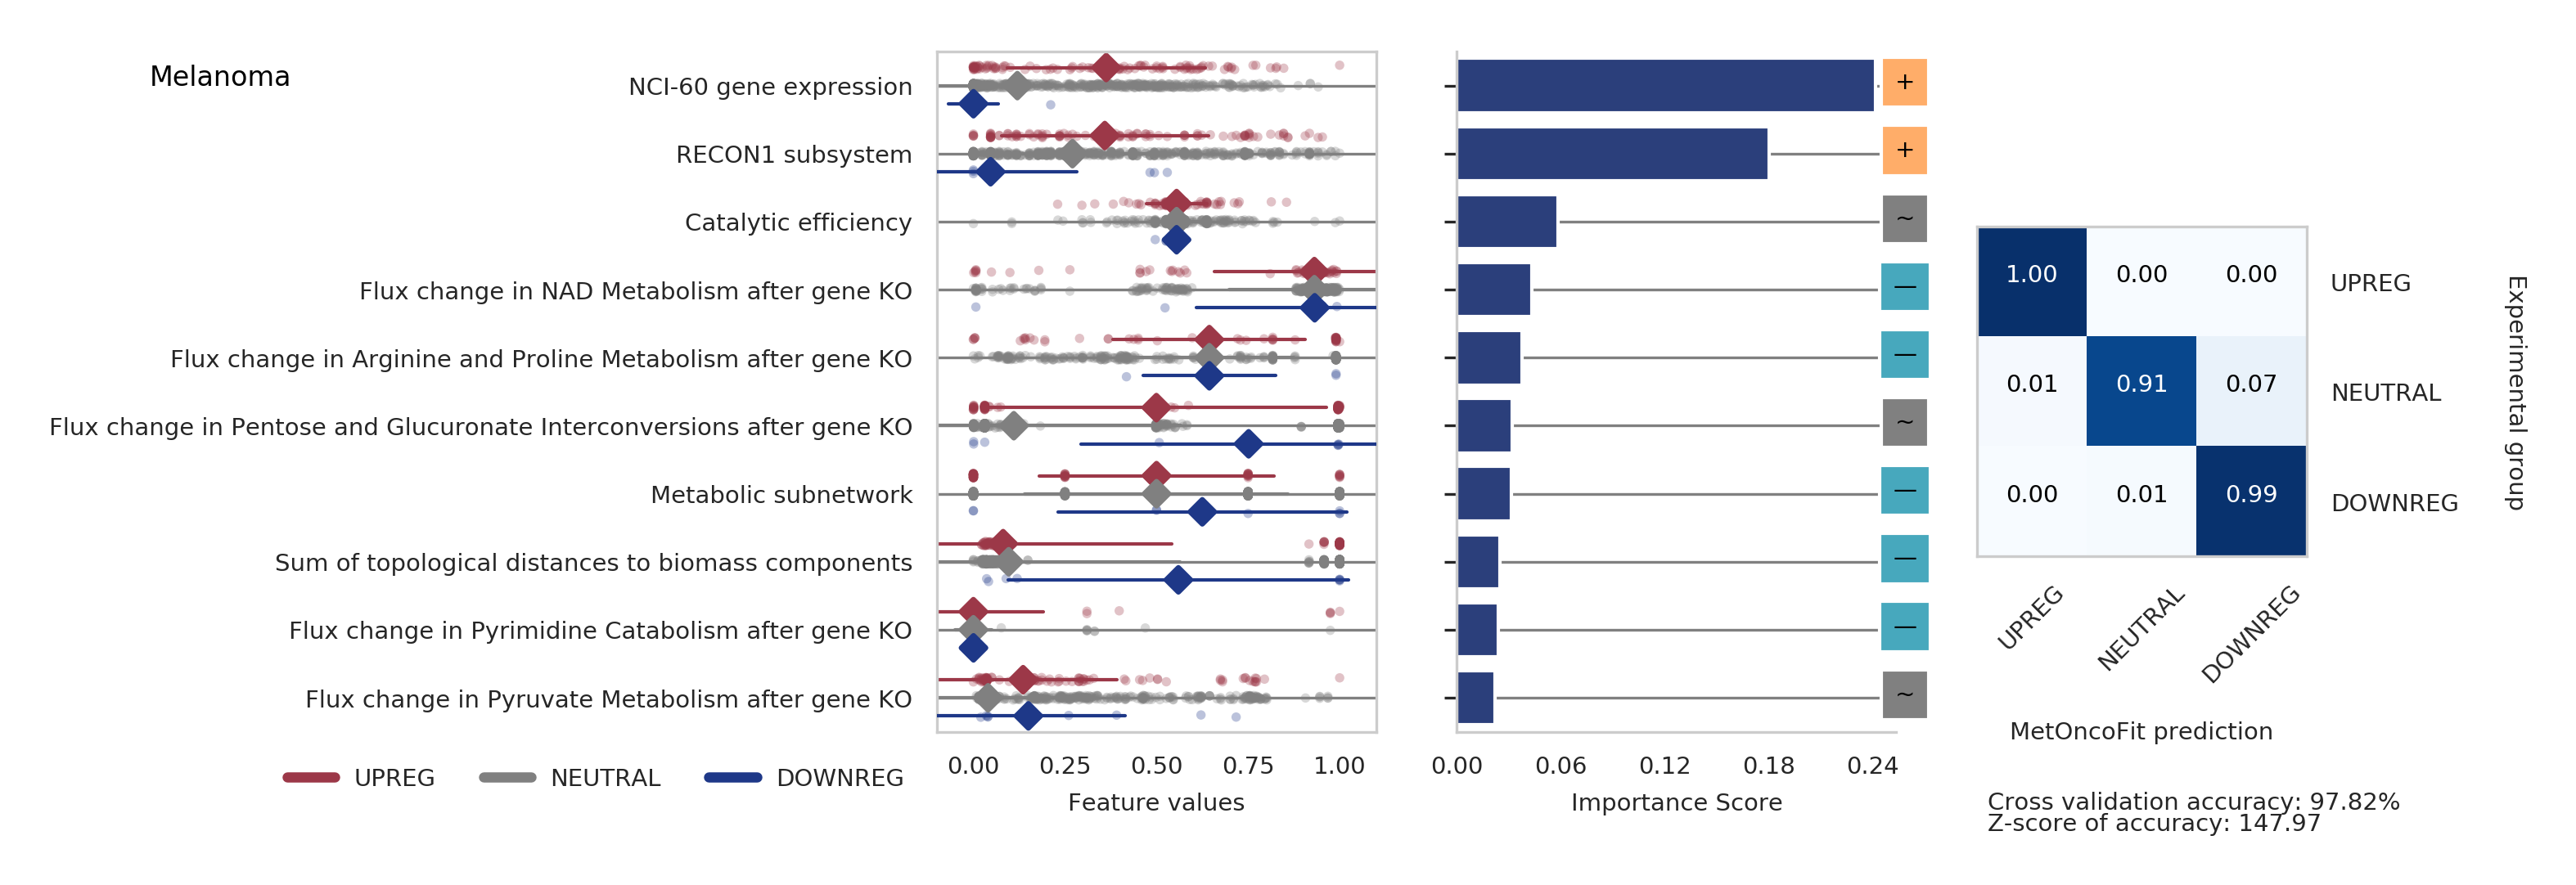 Melanoma
NCI-60 gene expression
RECON1 subsystem
Catalytic efficiency
Flux change in NAD Metabolism after gene KO
Flux change in Arginine and Proline Metabolism after gene KO
Flux change in Pentose and Glucuronate Interconversions after gene KO
Metabolic subnetwork
Sum of topological distances to biomass components
Flux change in Pyrimidine Catabolism after gene KO
Flux change in Pyruvate Metabolism after gene KO
UPREG NEUTRAL DOWNREG
0.00 0.25 0.50 0.75 1.00
Feature values
+
+
~
—
—
~
—
—
—
~
0.00 0.06 0.12 0.18 0.24
Importance Score
1.00 0.00 0.00 UPREG
0.01 0.91 0.07 NEUTRAL
0.00 0.01 0.99 DOWNREG
Experimental group
UPREG NEUTRAL DOWNREG
MetOncoFit prediction
Cross validation accuracy: 97.82%
Z-score of accuracy: 147.97